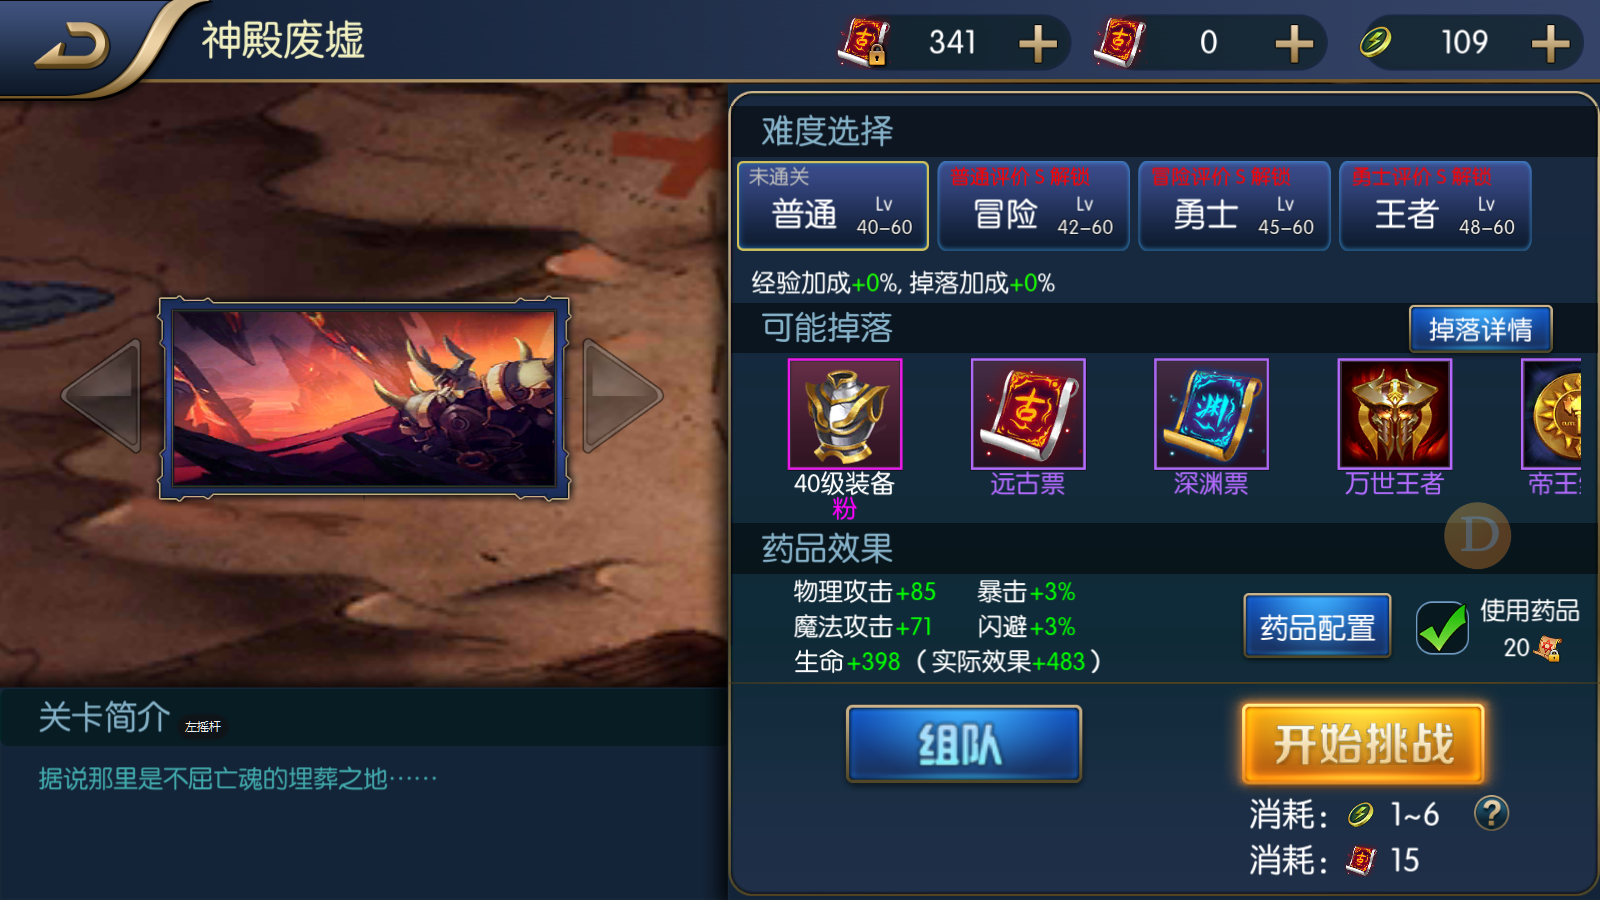 神殿废墟
341
0
109
难度选择
未通关
普通 Lv 40-60
普通评价 S 解锁
冒险 Lv 42-60
冒险评价 S 解锁
勇士 Lv 45-60
勇士评价 S 解锁
王者 Lv 48-60
经验加成+0%, 掉落加成+0%
可能掉落
掉落详情
40级装备
粉
远古票
深渊票
万世王者
帝王
药品效果
物理攻击+85 暴击+3%
魔法攻击+71 闪避+3%
生命+398 (实际效果+483)
药品配置
使用药品
20
D
组队
开始挑战
消耗: 1~6 ?
消耗: 15
关卡简介
左摇杆
据说那里是不屈亡魂的埋葬之地……